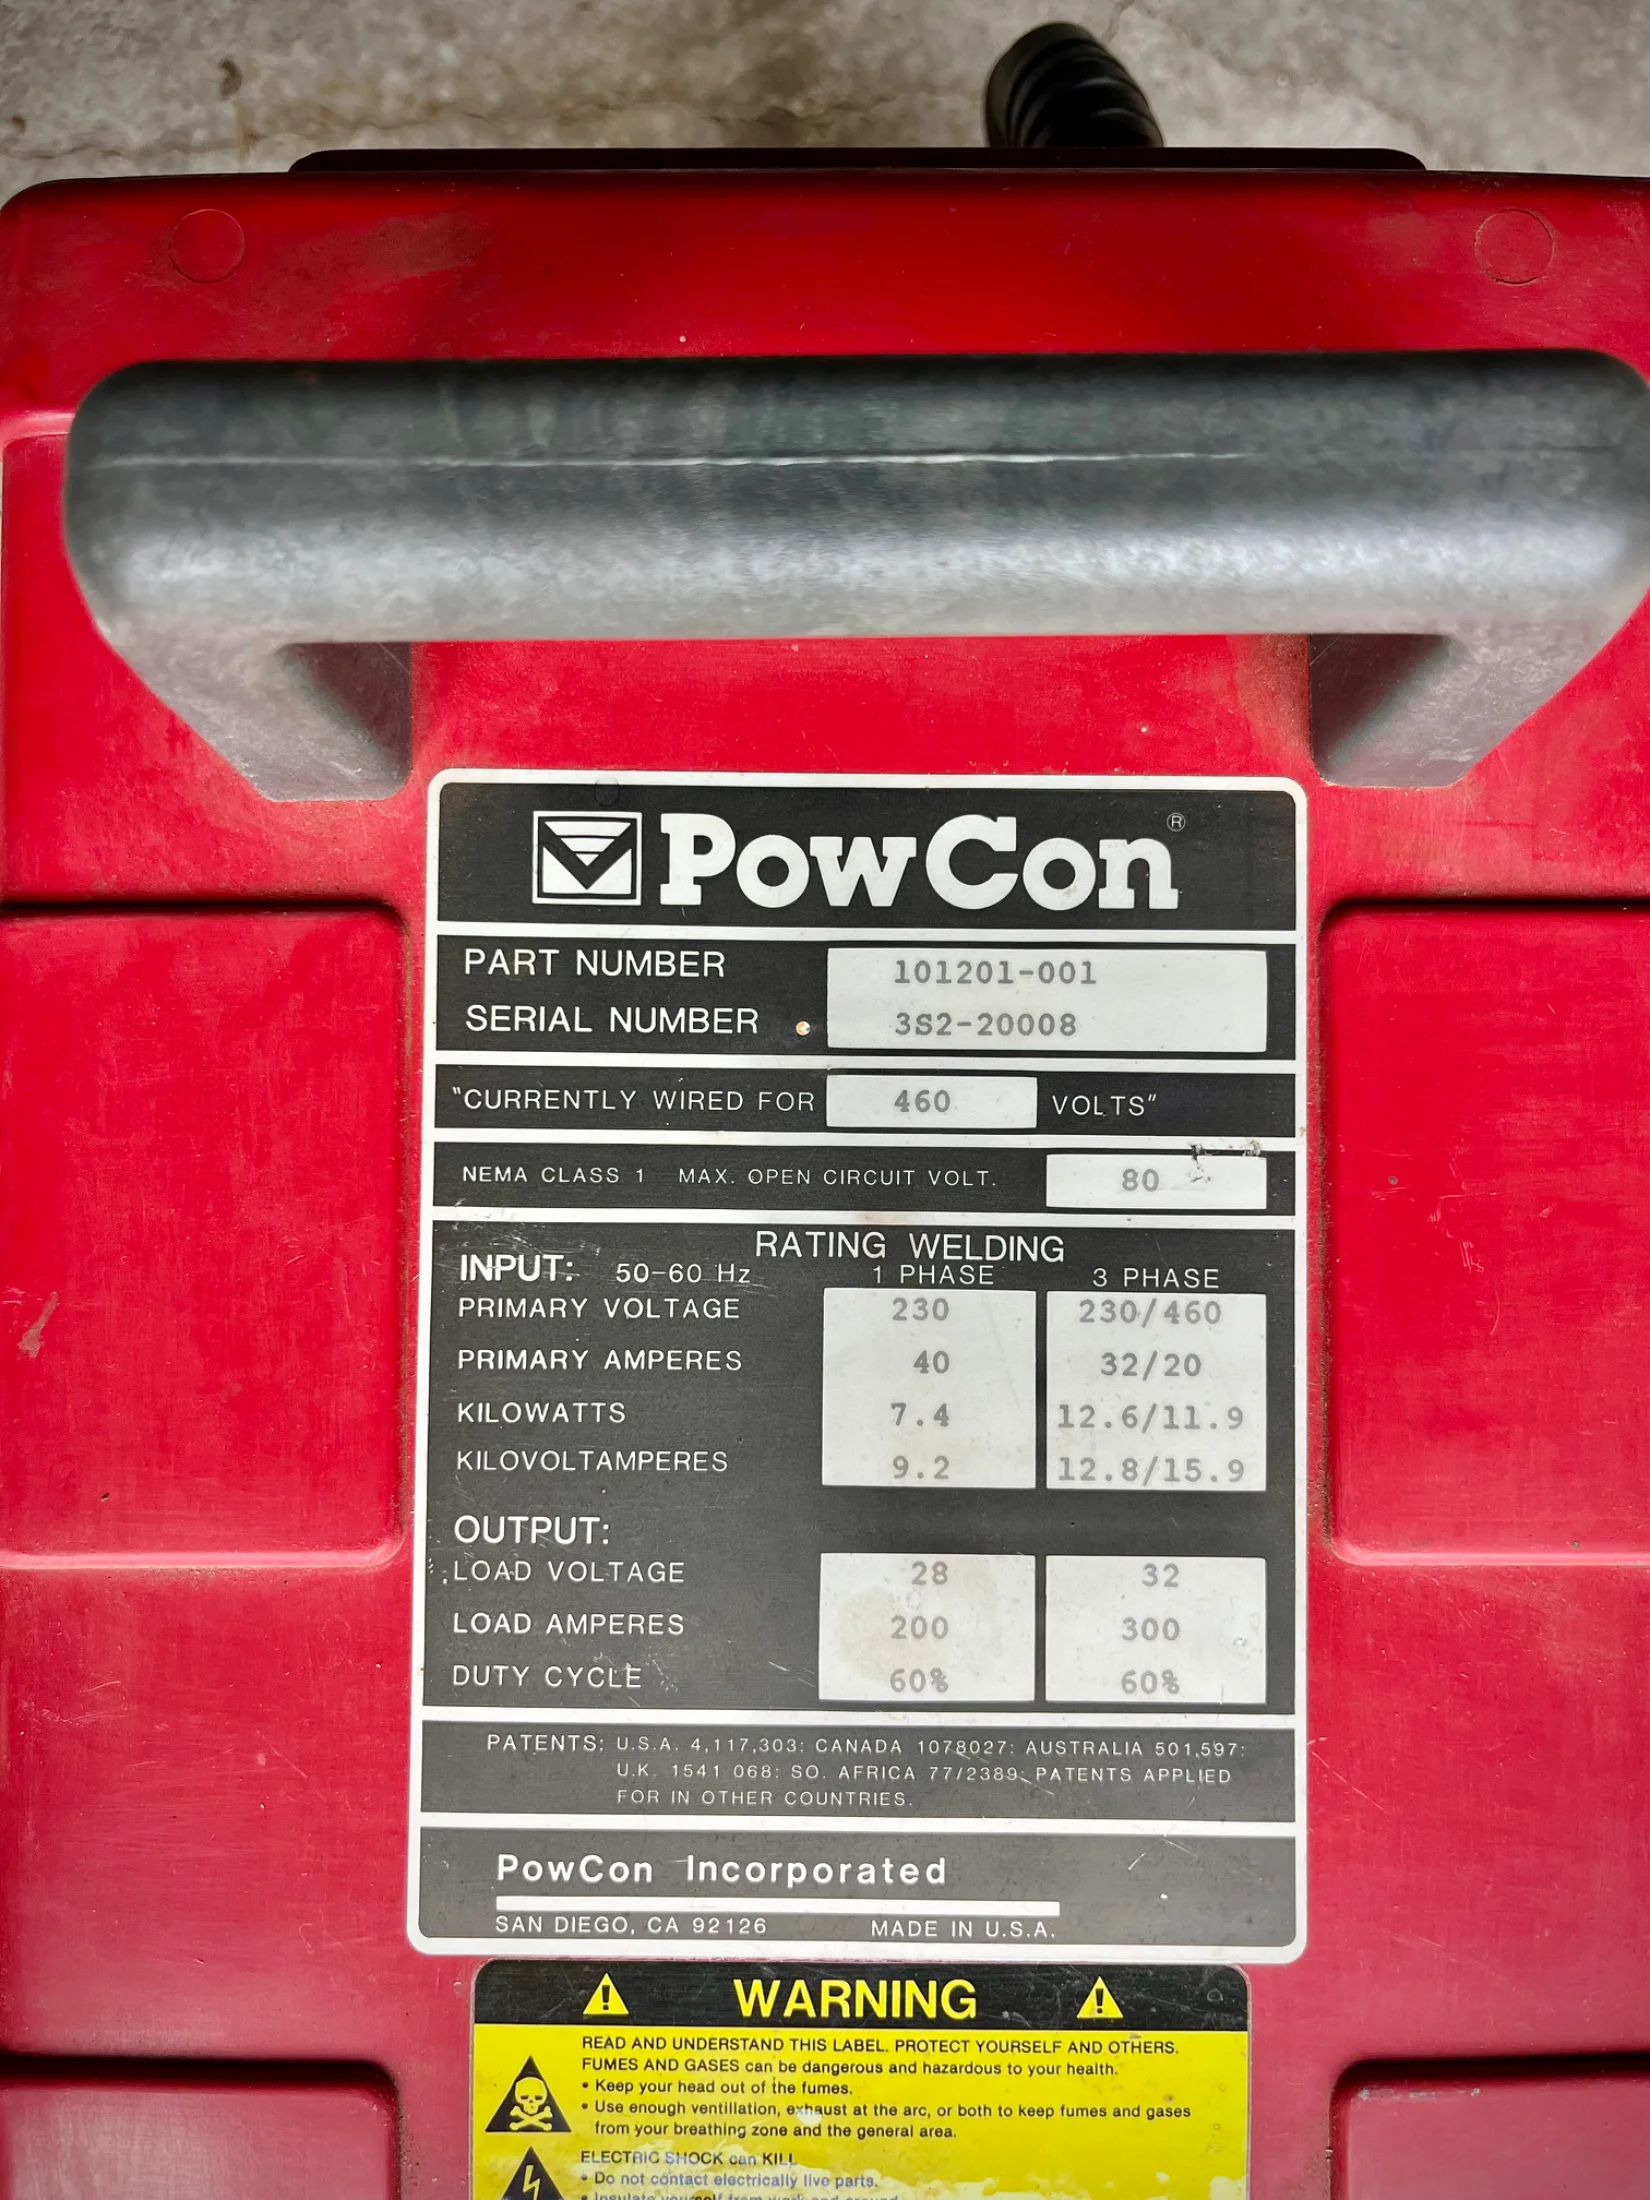 PowCon ®
PART NUMBER 101201-001
SERIAL NUMBER 3S2-20008
"CURRENTLY WIRED FOR 460 VOLTS"
NEMA CLASS 1 MAX. OPEN CIRCUIT VOLT. 80
RATING WELDING
INPUT: 50-60 Hz 1 PHASE 3 PHASE
PRIMARY VOLTAGE 230 230/460
PRIMARY AMPERES 40 32/20
KILOWATTS 7.4 12.6/11.9
KILOVOLTAMPERES 9.2 12.8/15.9
OUTPUT:
LOAD VOLTAGE 28 32
LOAD AMPERES 200 300
DUTY CYCLE 60% 60%
PATENTS: U.S.A. 4,117,303: CANADA 1078027: AUSTRALIA 501,597:
U.K. 1541 068: SO. AFRICA 77/2389: PATENTS APPLIED
FOR IN OTHER COUNTRIES.
PowCon Incorporated
SAN DIEGO, CA 92126 MADE IN U.S.A.
WARNING
READ AND UNDERSTAND THIS LABEL. PROTECT YOURSELF AND OTHERS.
FUMES AND GASES can be dangerous and hazardous to your health.
• Keep your head out of the fumes.
• Use enough ventillation, exhaust at the arc, or both to keep fumes and gases
from your breathing zone and the general area.
ELECTRIC SHOCK can KILL
• Do not contact electrically live parts.